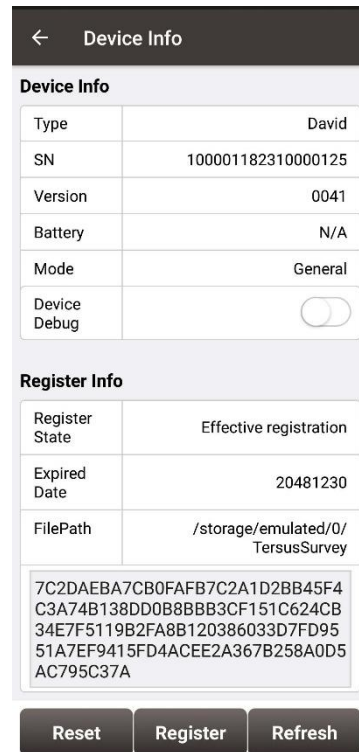 Device Info
Device Info
Type David
SN 100001182310000125
Version 0041
Battery N/A
Mode General
Device
Debug
Register Info
Register
State Effective registration
Expired
Date 20481230
FilePath /storage/emulated/0/
TersusSurvey
7C2DAEBA7CB0FAFB7C2A1D2BB45F4
C3A74B138DD0B8BBB3CF151C624CB
34E7F5119B2FA8B120386033D7FD95
51A7EF9415FD4ACEE2A367B258A0D5
AC795C37A
Reset Register Refresh